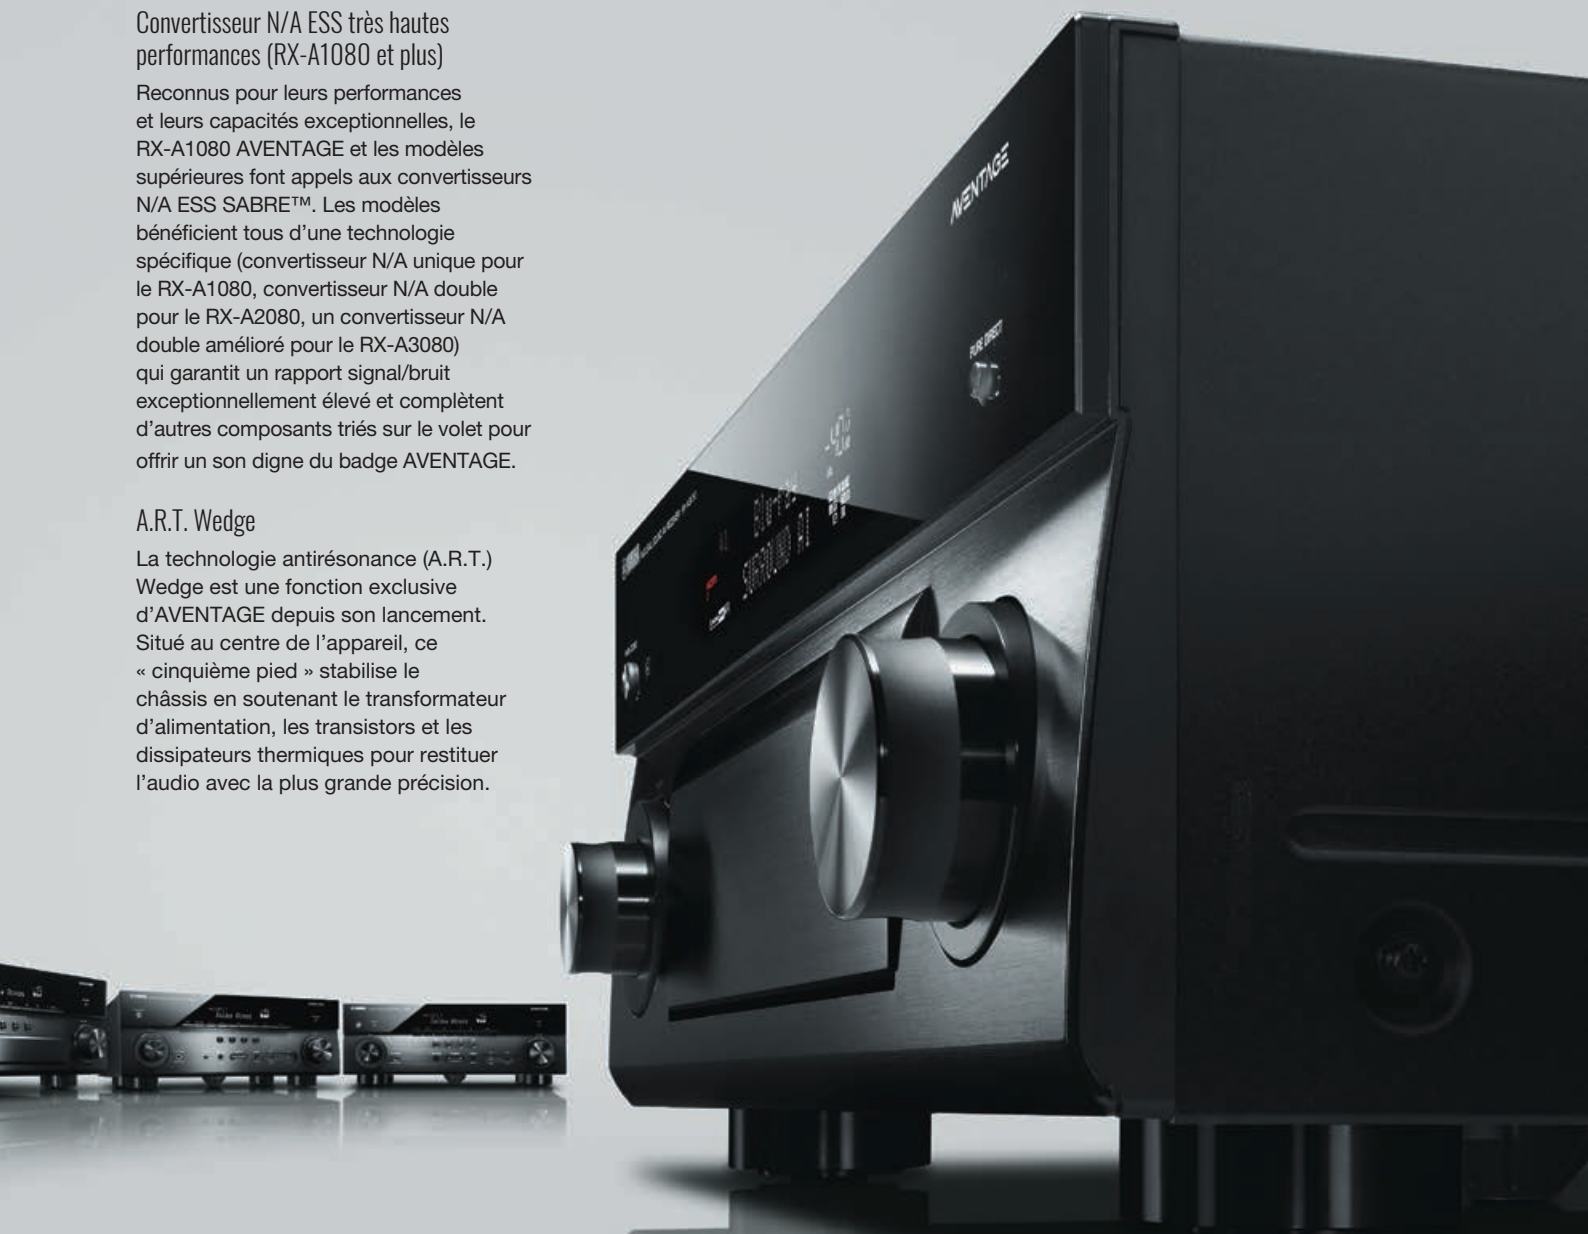 Convertisseur N/A ESS très hautes
performances (RX-A1080 et plus)
Reconnus pour leurs performances
et leurs capacités exceptionnelles, le
RX-A1080 AVENTAGE et les modèles
supérieures font appels aux convertisseurs
N/A ESS SABRE™. Les modèles
bénéficient tous d’une technologie
spécifique (convertisseur N/A unique pour
le RX-A1080, convertisseur N/A double
pour le RX-A2080, un convertisseur N/A
double amélioré pour le RX-A3080)
qui garantit un rapport signal/bruit
exceptionnellement élevé et complètent
d’autres composants triés sur le volet pour
offrir un son digne du badge AVENTAGE.
A.R.T. Wedge
La technologie antirésonance (A.R.T.)
Wedge est une fonction exclusive
d’AVENTAGE depuis son lancement.
Situé au centre de l’appareil, ce
« cinquième pied » stabilise le
châssis en soutenant le transformateur
d’alimentation, les transistors et les
dissipateurs thermiques pour restituer
l’audio avec la plus grande précision.
AVENTAGE
PURE DIRECT
Blu-ray
SURROUND AI